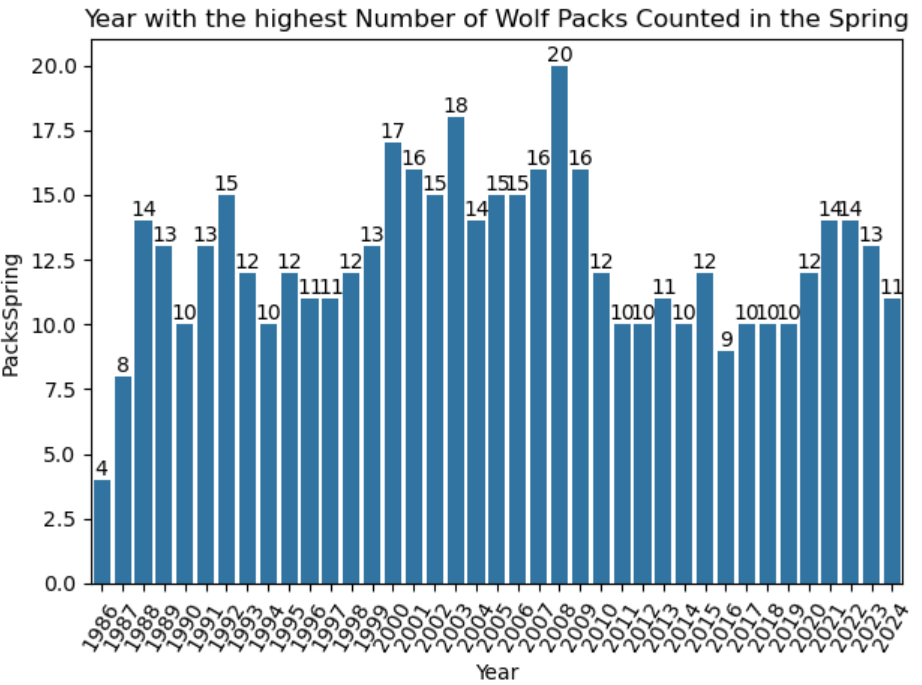 Year with the highest Number of Wolf Packs Counted in the Spring
20.0
17.5
15.0
12.5
10.0
7.5
5.0
2.5
0.0
PacksSpring
4 8 14 13 10 13 15 12 10 12 11 11 12 13 17 16 15 18 14 15 15 16 20 16 12 10 10 11 10 12 9 10 10 10 12 14 14 13 11
1986 1987 1988 1989 1990 1991 1992 1993 1994 1995 1996 1997 1998 1999 2000 2001 2002 2003 2004 2005 2006 2007 2008 2009 2010 2011 2012 2013 2014 2015 2016 2017 2018 2019 2020 2021 2022 2023 2024
Year